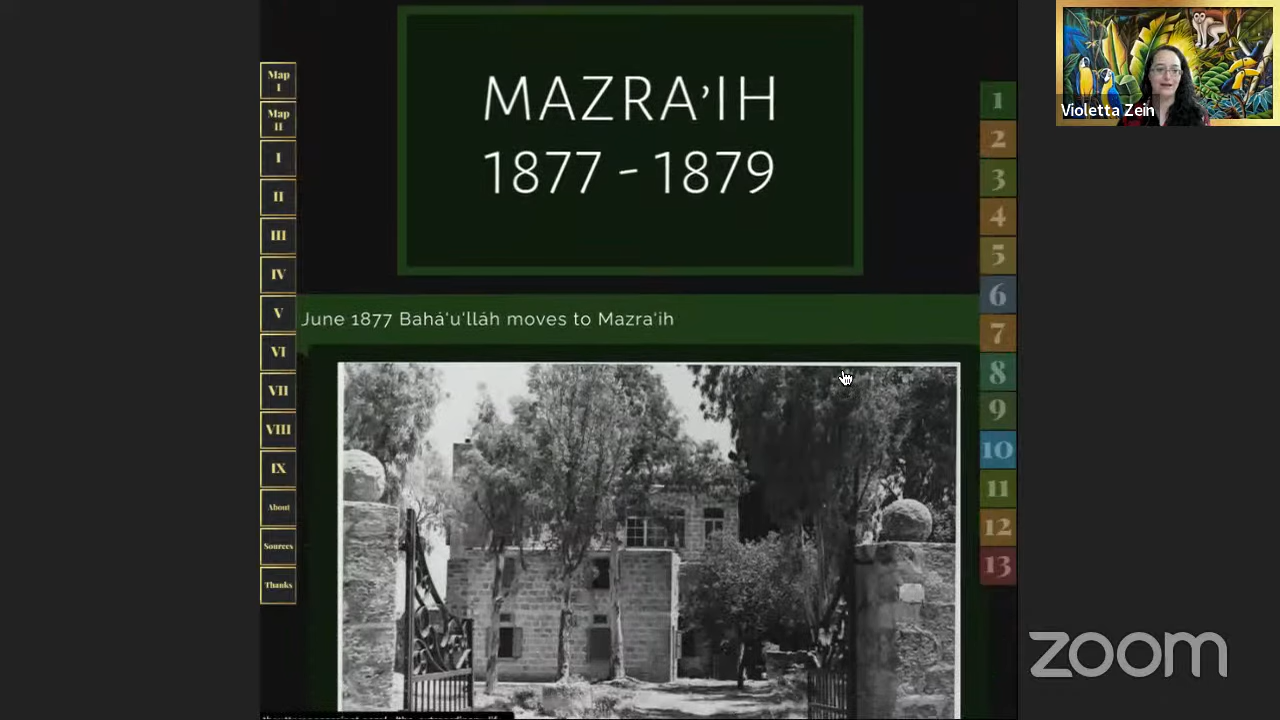 MAZRA'IH
1877 - 1879
June 1877 Bahá'u'lláh moves to Mazra'ih
Map
I
Map
II
I
II
III
IV
V
VI
VII
VIII
IX
About
Sources
Thanks
1
2
3
4
5
6
7
8
9
10
11
12
13
Violetta Zein
zoom